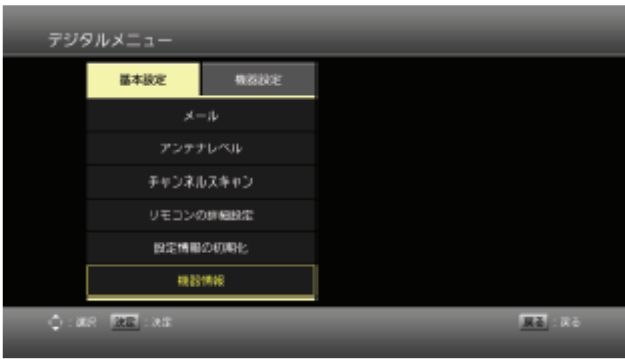 デジタルメニュー
基本設定 機器設定
メール
アンテナレベル
チャンネルスキャン
リモコンの詳細設定
設定情報の初期化
機器情報
:選択 決定 :決定 戻る :戻る